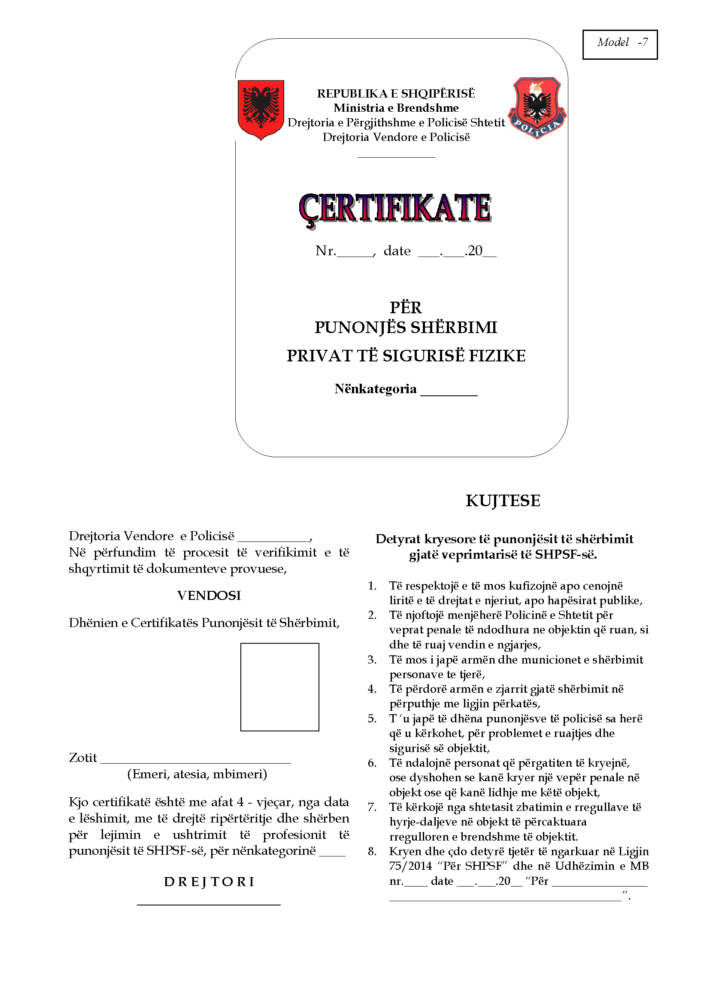 Model -7
REPUBLIKA E SHQIPËRISË
Ministria e Brendshme
Drejtoria e Përgjithshme e Policisë Shtetit
Drejtoria Vendore e Policisë
_____________
POLICIA
ÇERTIFIKATE
Nr._____, date ___.___.20__
PËR
PUNONJËS SHËRBIMI
PRIVAT TË SIGURISË FIZIKE
Nënkategoria ________
Drejtoria Vendore e Policisë ___________,
Në përfundim të procesit të verifikimit e të
shqyrtimit të dokumenteve provuese,
VENDOSI
Dhënien e Certifikatës Punonjësit të Shërbimit,
Zotit _____________________________
(Emeri, atesia, mbimeri)
Kjo certifikatë është me afat 4 - vjeçar, nga data
e lëshimit, me të drejtë ripërtëritje dhe shërben
për lejimin e ushtrimit të profesionit të
punonjësit të SHPSF-së, për nënkategorinë ____
D R E J T O R I
______________________
KUJTESE
Detyrat kryesore të punonjësit të shërbimit
gjatë veprimtarisë të SHPSF-së.
1. Të respektojë e të mos kufizojnë apo cenojnë
liritë e të drejtat e njeriut, apo hapësirat publike,
2. Të njoftojë menjëherë Policinë e Shtetit për
veprat penale të ndodhura ne objektin që ruan, si
dhe të ruaj vendin e ngjarjes,
3. Të mos i japë armën dhe municionet e shërbimit
personave te tjerë,
4. Të përdorë armën e zjarrit gjatë shërbimit në
përputhje me ligjin përkatës,
5. T ´u japë të dhëna punonjësve të policisë sa herë
që u kërkohet, për problemet e ruajtjes dhe
sigurisë së objektit,
6. Të ndalojnë personat që përgatiten të kryejnë,
ose dyshohen se kanë kryer një vepër penale në
objekt ose që kanë lidhje me këtë objekt,
7. Të kërkojë nga shtetasit zbatimin e rregullave të
hyrje-daljeve në objekt të përcaktuara
rregulloren e brendshme të objektit.
8. Kryen dhe çdo detyrë tjetër të ngarkuar në Ligjin
75/2014 “Për SHPSF” dhe në Udhëzimin e MB
nr.____ date ___.___.20__ “Për ________________
_______________________________________”.